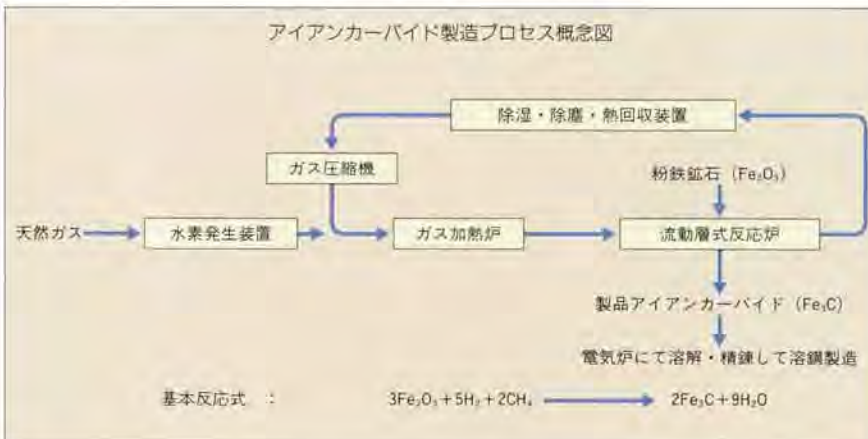 アイアンカーバイド製造プロセス概念図
除湿・除塵・熱回収装置
ガス圧縮機
粉鉄鉱石 (Fe₂O₃)
天然ガス
水素発生装置
ガス加熱炉
流動層式反応炉
製品アイアンカーバイド (Fe₃C)
電気炉にて溶解・精錬して溶鋼製造
基本反応式 : 3Fe₂O₃+5H₂+2CH₄ 2Fe₃C+9H₂O